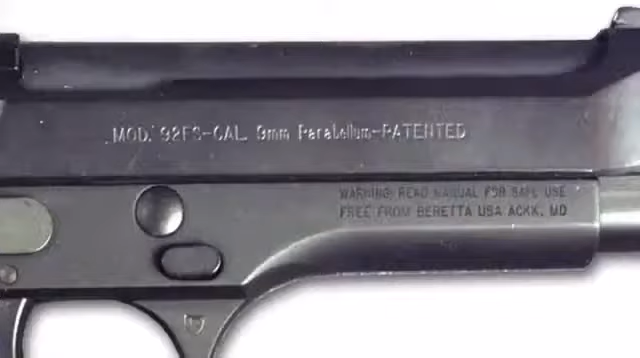 MOD. 92FS-CAL. 9mm Parabellum-PATENTED
WARNING: READ MANUAL FOR SAFE USE
FREE FROM BERETTA USA ACKK, MD